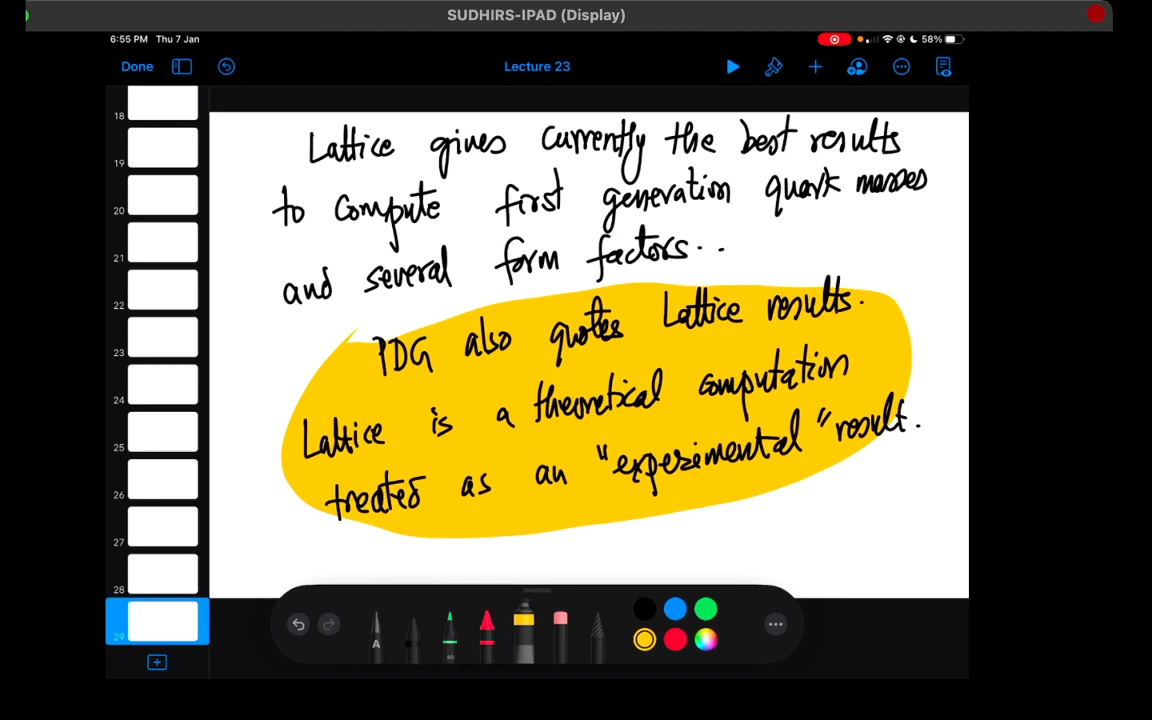 SUDHIRS-IPAD (Display)
6:55 PM Thu 7 Jan
58%
Done
Lecture 23
18
19
20
21
22
23
24
25
26
27
28
29
Lattice gives currently the best results
to compute first generation quark masses
and several form factors..
PDG also quotes Lattice results.
Lattice is a theoretical computation
treated as an "experimental" result.
A